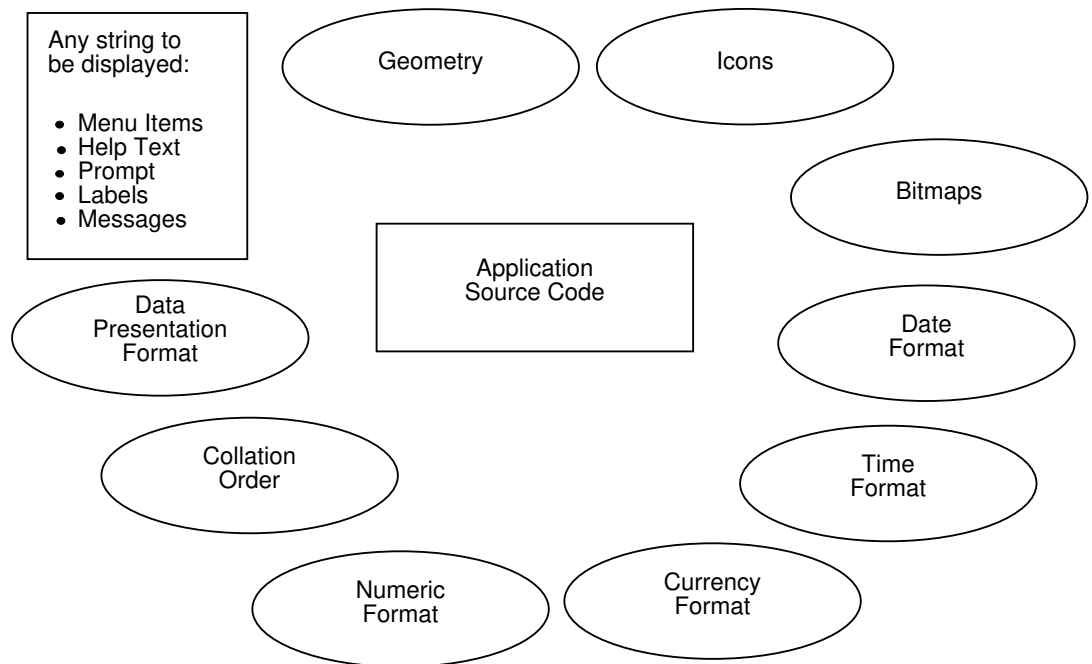 Any string to
be displayed:
• Menu Items
• Help Text
• Prompt
• Labels
• Messages
Geometry
Icons
Bitmaps
Application
Source Code
Data
Presentation
Format
Date
Format
Collation
Order
Time
Format
Numeric
Format
Currency
Format